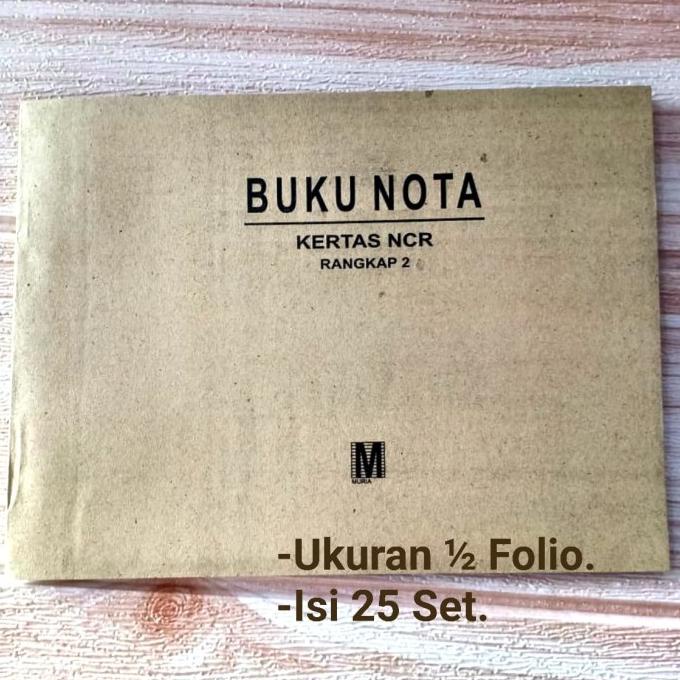 BUKU NOTA
KERTAS NCR
RANGKAP 2
M
MURIA
-Ukuran ½ Folio.
-Isi 25 Set.